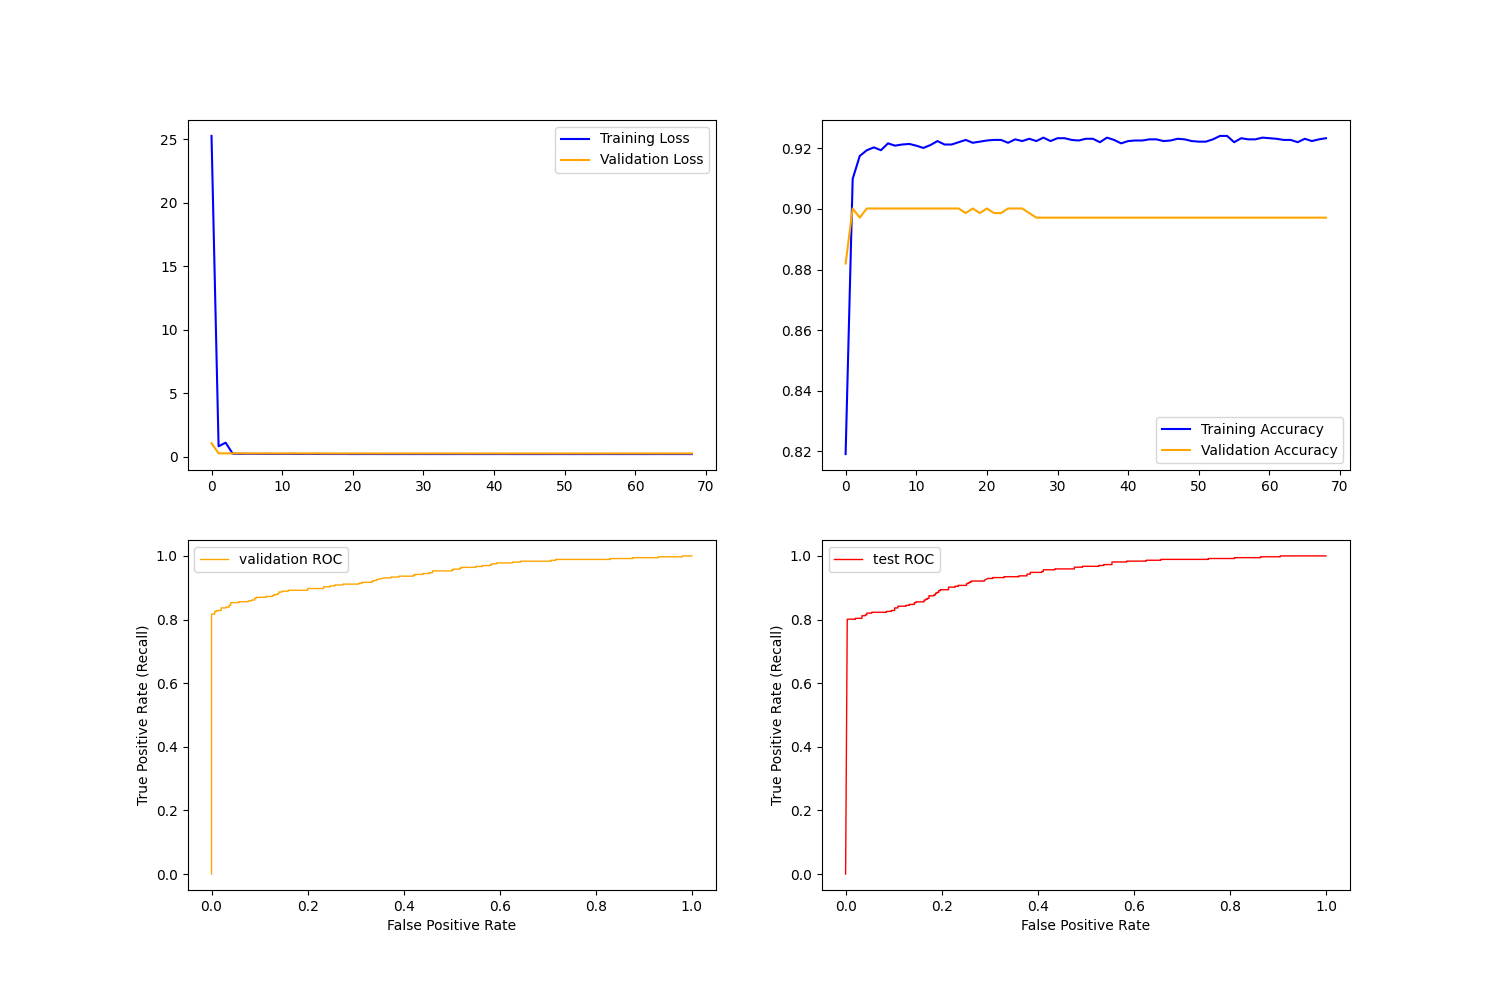 Training Loss
Validation Loss
25
20
15
10
5
0
0 10 20 30 40 50 60 70
0.92
0.90
0.88
0.86
0.84
0.82
Training Accuracy
Validation Accuracy
0 10 20 30 40 50 60 70
validation ROC
True Positive Rate (Recall)
1.0
0.8
0.6
0.4
0.2
0.0
0.0 0.2 0.4 0.6 0.8 1.0
False Positive Rate
test ROC
True Positive Rate (Recall)
1.0
0.8
0.6
0.4
0.2
0.0
0.0 0.2 0.4 0.6 0.8 1.0
False Positive Rate